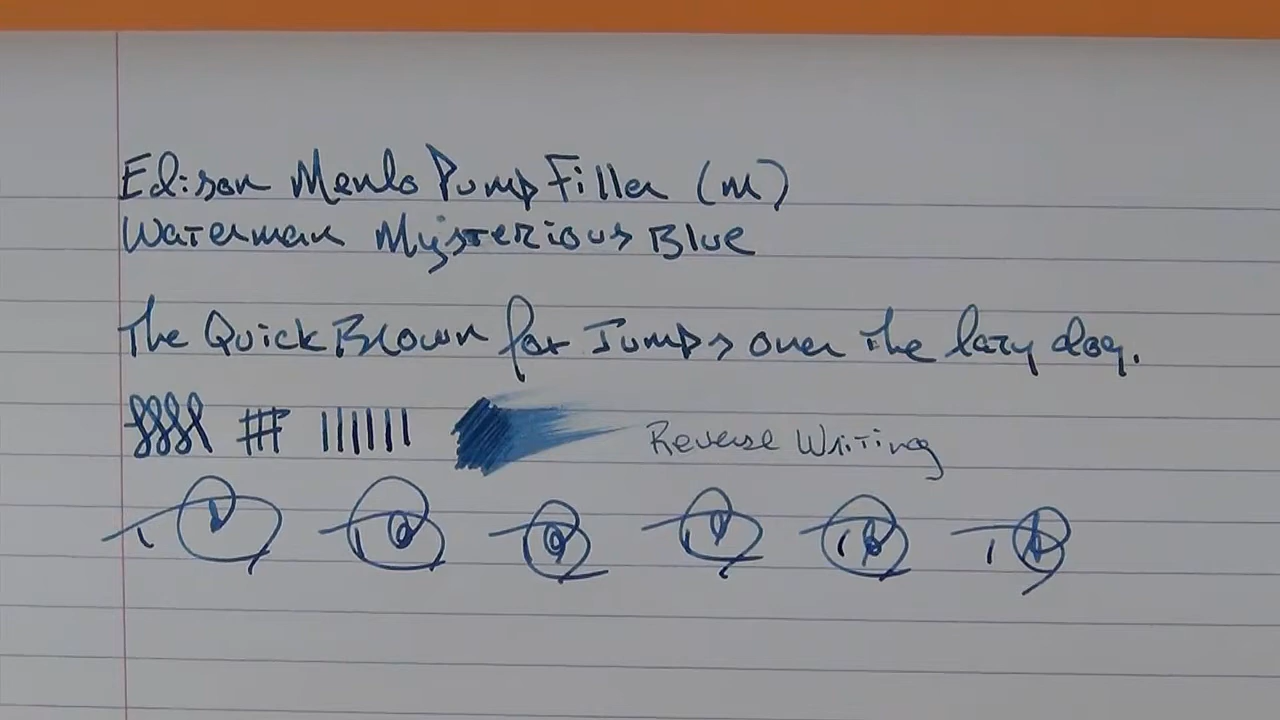 Edison Menlo Pump Filler (M)
Waterman Mysterious Blue
The Quick Brown fox Jumps over the lazy dog.
Reverse Writing